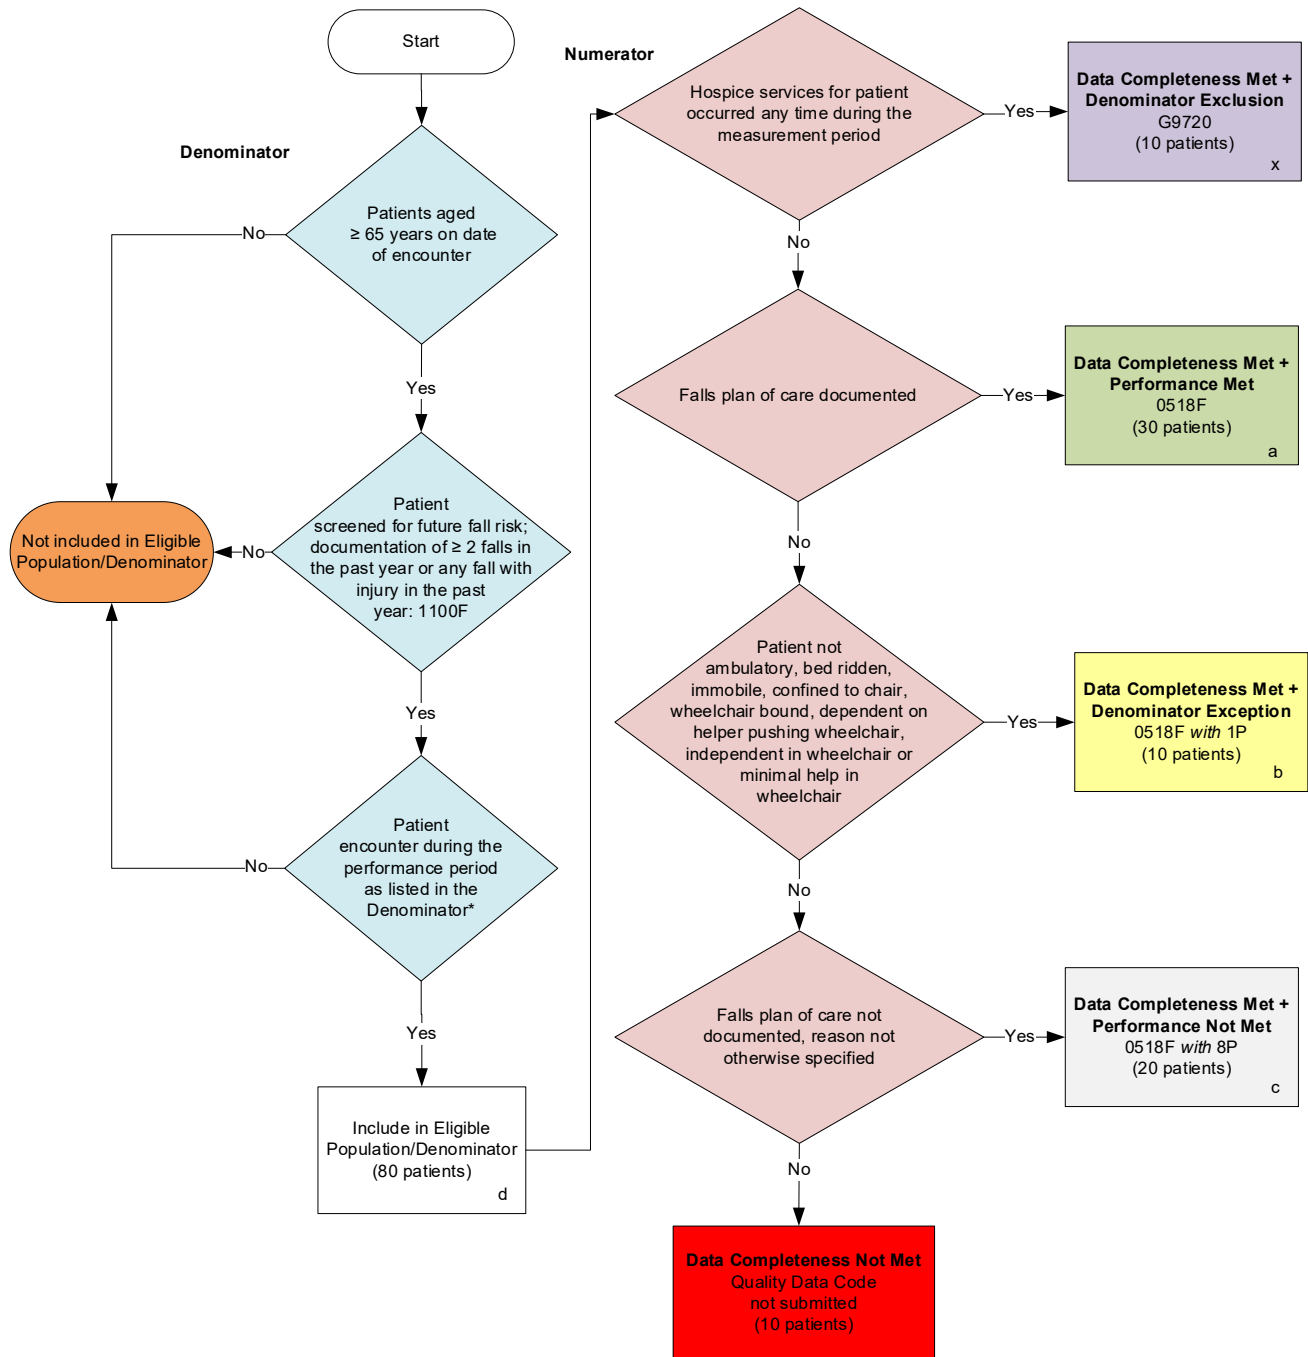 Start
Denominator
Patients aged
≥ 65 years on date
of encounter
No
Yes
Patient
screened for future fall risk;
documentation of ≥ 2 falls in
the past year or any fall with
injury in the past
year: 1100F
No
Not included in Eligible
Population/Denominator
Yes
Patient
encounter during the
performance period
as listed in the
Denominator*
No
Yes
Include in Eligible
Population/Denominator
(80 patients)
d
Numerator
Hospice services for patient
occurred any time during the
measurement period
Yes
Data Completeness Met +
Denominator Exclusion
G9720
(10 patients)
x
No
Falls plan of care documented
Yes
Data Completeness Met +
Performance Met
0518F
(30 patients)
a
No
Patient not
ambulatory, bed ridden,
immobile, confined to chair,
wheelchair bound, dependent on
helper pushing wheelchair,
independent in wheelchair or
minimal help in
wheelchair
Yes
Data Completeness Met +
Denominator Exception
0518F with 1P
(10 patients)
b
No
Falls plan of care not
documented, reason not
otherwise specified
Yes
Data Completeness Met +
Performance Not Met
0518F with 8P
(20 patients)
c
No
Data Completeness Not Met
Quality Data Code
not submitted
(10 patients)